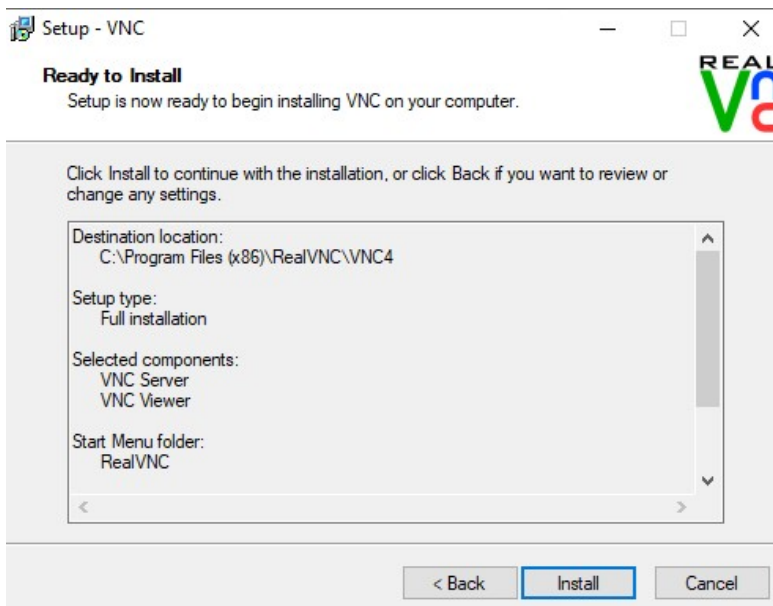 Setup - VNC
Ready to Install
Setup is now ready to begin installing VNC on your computer.
REAL
Click Install to continue with the installation, or click Back if you want to review or
change any settings.
Destination location:
C:\Program Files (x86)\RealVNC\VNC4
Setup type:
Full installation
Selected components:
VNC Server
VNC Viewer
Start Menu folder:
RealVNC
< Back
Install
Cancel